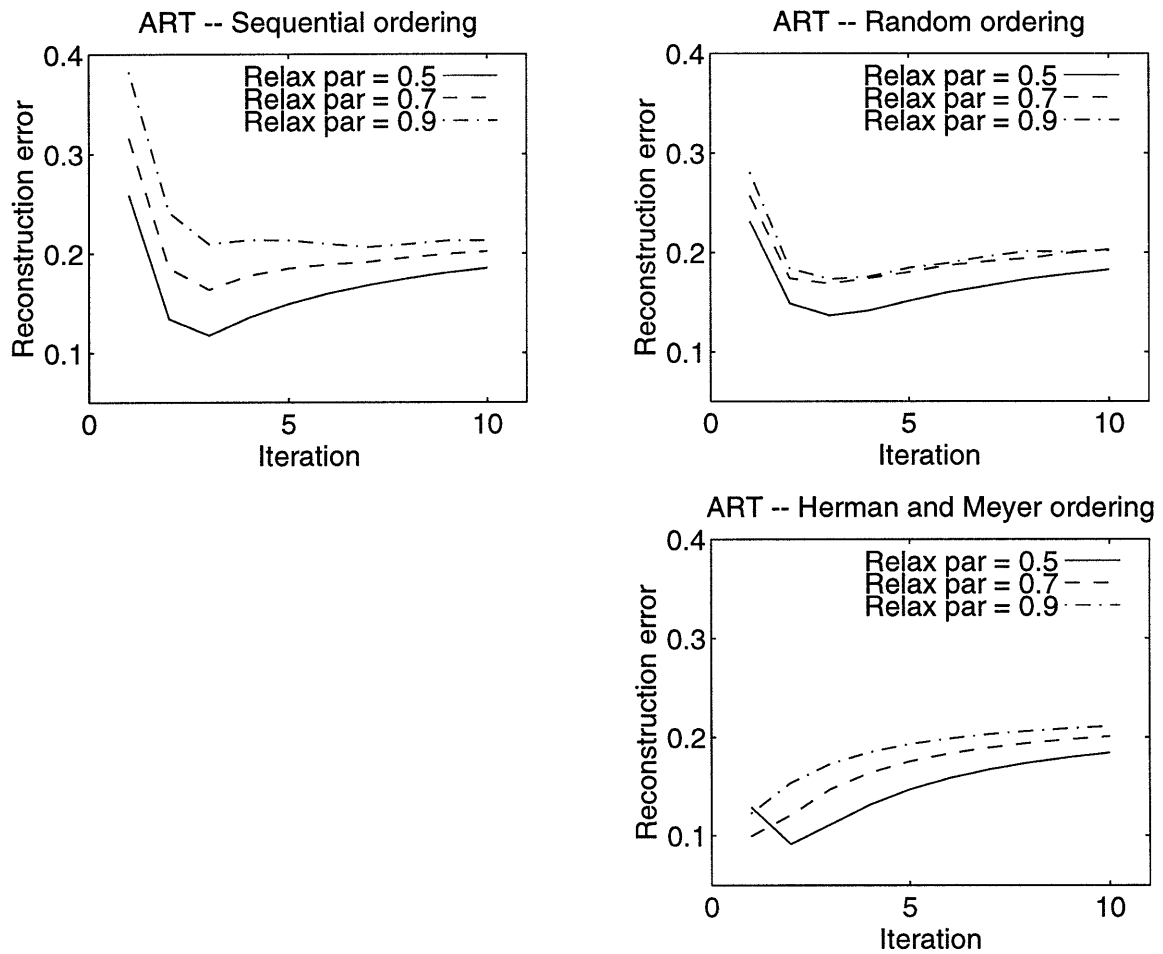 ART -- Sequential ordering
0.4
0.3
0.2
0.1
Reconstruction error
Relax par = 0.5
Relax par = 0.7
Relax par = 0.9
0
5
10
Iteration
ART -- Random ordering
0.4
0.3
0.2
0.1
Reconstruction error
Relax par = 0.5
Relax par = 0.7
Relax par = 0.9
0
5
10
Iteration
ART -- Herman and Meyer ordering
0.4
0.3
0.2
0.1
Reconstruction error
Relax par = 0.5
Relax par = 0.7
Relax par = 0.9
0
5
10
Iteration